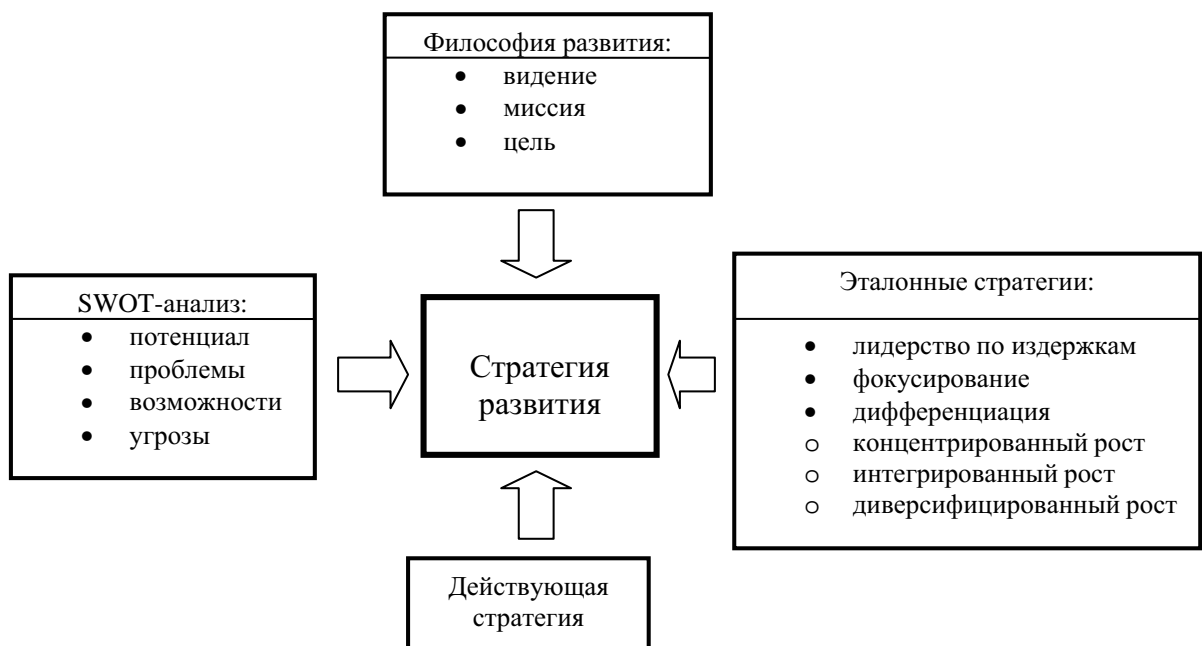 Философия развития:
• видение
• миссия
• цель
SWOT-анализ:
• потенциал
• проблемы
• возможности
• угрозы
Стратегия
развития
Эталонные стратегии:
• лидерство по издержкам
• фокусирование
• дифференциация
o концентрированный рост
o интегрированный рост
o диверсифицированный рост
Действующая
стратегия